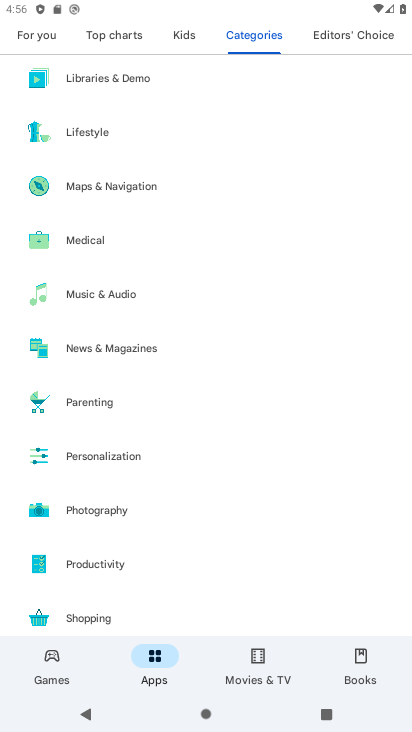 4:56
For you
Top charts
Kids
Categories
Editors' Choice
Libraries & Demo
Lifestyle
Maps & Navigation
Medical
Music & Audio
News & Magazines
Parenting
Personalization
Photography
Productivity
Shopping
Games
Apps
Movies & TV
Books